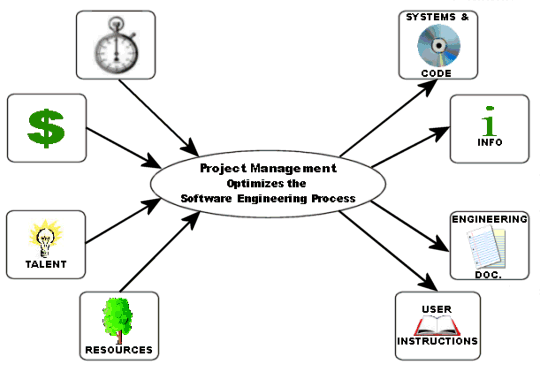 SYSTEMS &
CODE
$
i
INFO
Project Management
Optimizes the
Software Engineering Process
TALENT
ENGINEERING
DOC.
RESOURCES
USER
INSTRUCTIONS